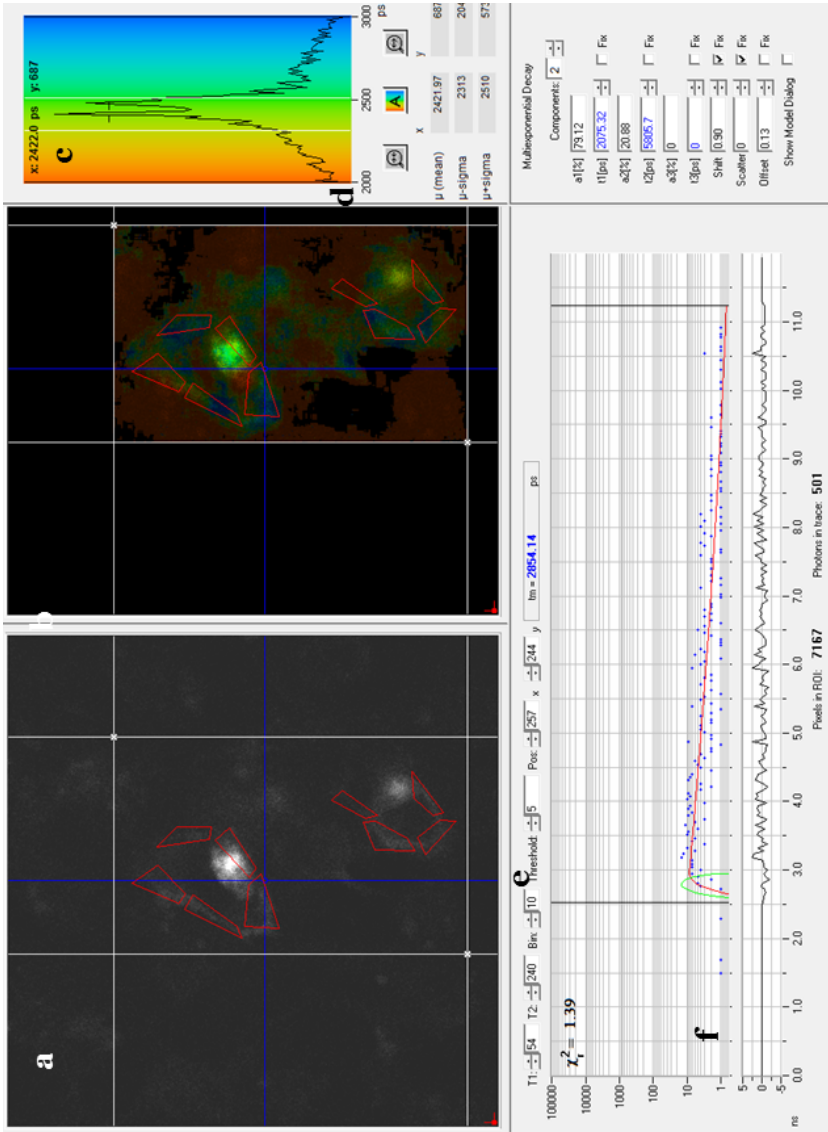 a
b
c
x: 2422.0 ps y: 687
2000
2500
3000
ps
d
A
x
y
µ (mean) 2421.97 687
µ-sigma 2313 204
µ+sigma 2510 573
e
T1: 54 T2: 240 Bin: 10 Threshold: 5 Pos: 257 x 244 y tm = 2854.14 ps
Multiexponential Decay
Components: 2
a1[%] 79.12
t1[ps] 2075.32 Fix
a2[%] 20.88
t2[ps] 5805.7 Fix
a3[%] 0
t3[ps] 0 Fix
Shift 0.90 Fix
Scatter 0 Fix
Offset 0.13 Fix
Show Model Dialog
χr² = 1.39
f
100000
10000
1000
100
10
1
5
0
-5
ns
0.0 1.0 2.0 3.0 4.0 5.0 6.0 7.0 8.0 9.0 10.0 11.0
Pixels in ROI: 7167 Photons in trace: 501